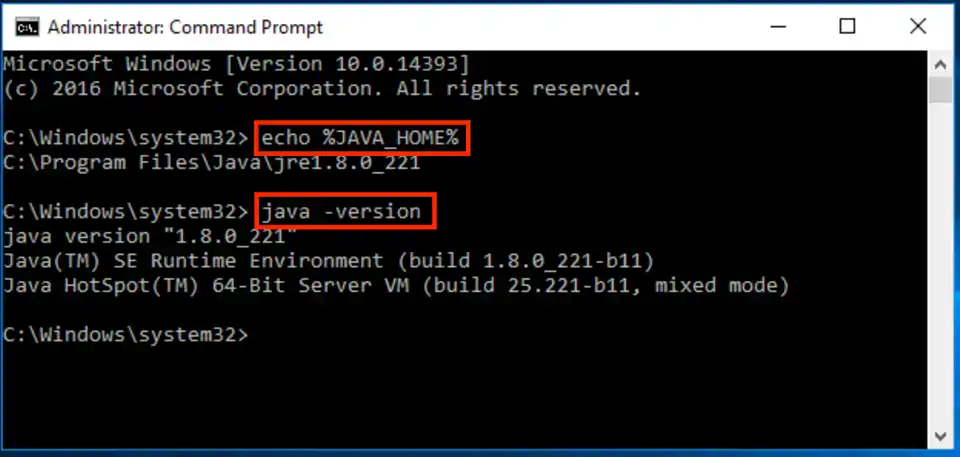 Administrator: Command Prompt
Microsoft Windows [Version 10.0.14393]
(c) 2016 Microsoft Corporation. All rights reserved.
C:\Windows\system32> echo %JAVA_HOME%
C:\Program Files\Java\jre1.8.0_221
C:\Windows\system32> java -version
java version "1.8.0_221"
Java(TM) SE Runtime Environment (build 1.8.0_221-b11)
Java HotSpot(TM) 64-Bit Server VM (build 25.221-b11, mixed mode)
C:\Windows\system32>